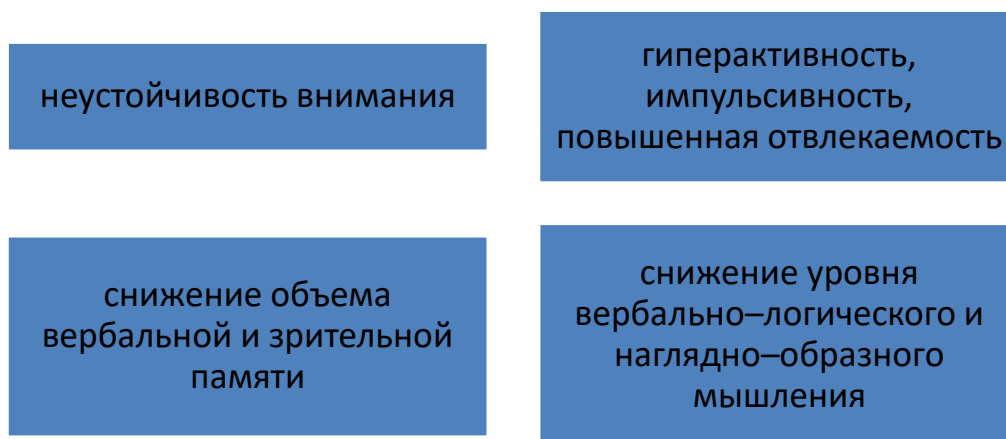 неустойчивость внимания
гиперактивность,
импульсивность,
повышенная отвлекаемость
снижение объема
вербальной и зрительной
памяти
снижение уровня
вербально–логического и
наглядно–образного
мышления